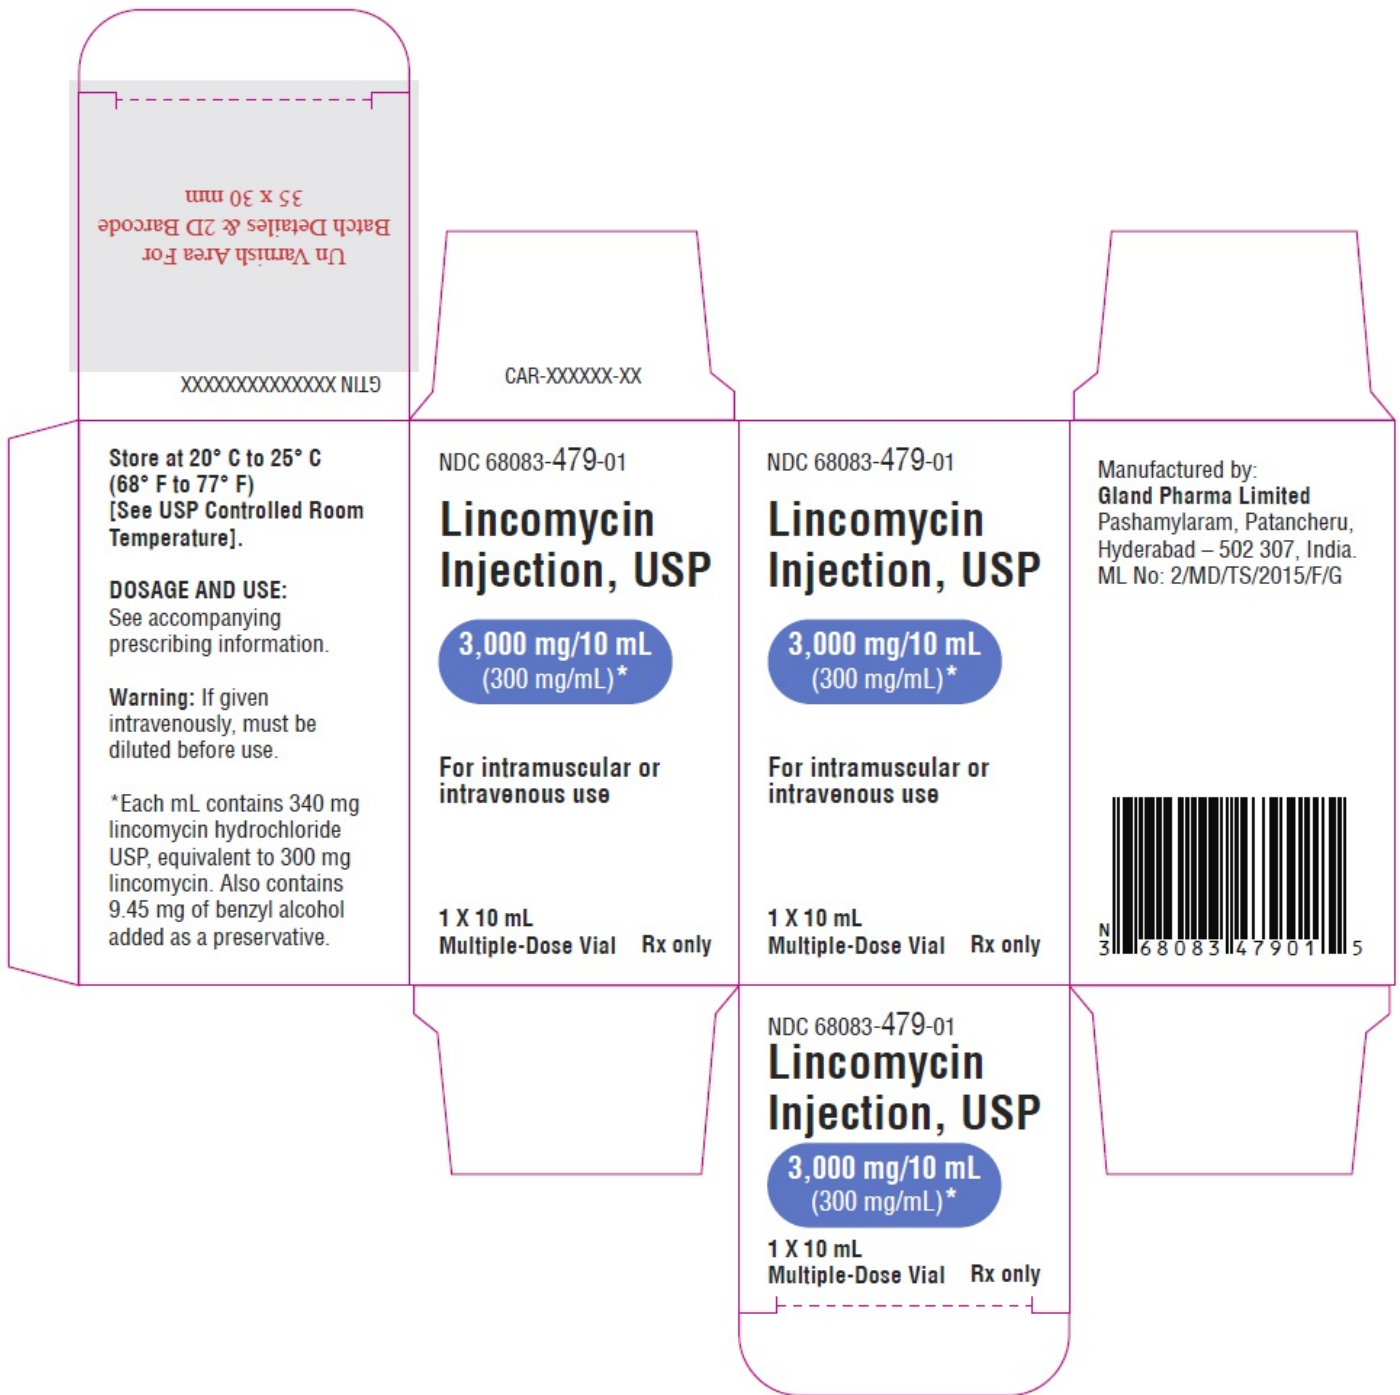 Un Varnish Area For
Batch Detailes & 2D Barcode
35 x 30 mm
GTIN XXXXXXXXXXXXXX
CAR-XXXXXX-XX
Store at 20° C to 25° C
(68° F to 77° F)
[See USP Controlled Room
Temperature].
DOSAGE AND USE:
See accompanying
prescribing information.
Warning: If given
intravenously, must be
diluted before use.
*Each mL contains 340 mg
lincomycin hydrochloride
USP, equivalent to 300 mg
lincomycin. Also contains
9.45 mg of benzyl alcohol
added as a preservative.
NDC 68083-479-01
Lincomycin
Injection, USP
3,000 mg/10 mL
(300 mg/mL)*
For intramuscular or
intravenous use
1 X 10 mL
Multiple-Dose Vial Rx only
NDC 68083-479-01
Lincomycin
Injection, USP
3,000 mg/10 mL
(300 mg/mL)*
For intramuscular or
intravenous use
1 X 10 mL
Multiple-Dose Vial Rx only
Manufactured by:
Gland Pharma Limited
Pashamylaram, Patancheru,
Hyderabad – 502 307, India.
ML No: 2/MD/TS/2015/F/G
N
3 68083 47901 5
NDC 68083-479-01
Lincomycin
Injection, USP
3,000 mg/10 mL
(300 mg/mL)*
1 X 10 mL
Multiple-Dose Vial Rx only